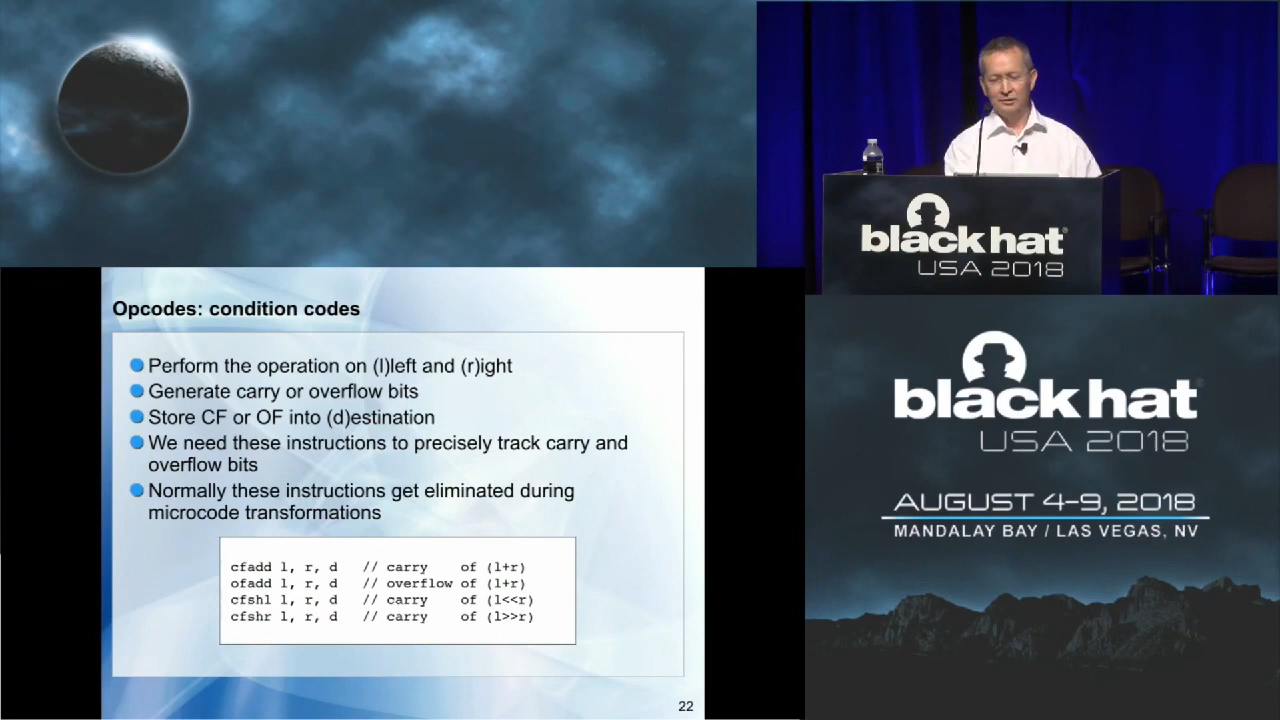 black hat
USA 2018
Opcodes: condition codes
Perform the operation on (l)left and (r)ight
Generate carry or overflow bits
Store CF or OF into (d)estination
We need these instructions to precisely track carry and
overflow bits
Normally these instructions get eliminated during
microcode transformations
cfadd l, r, d // carry of (l+r)
ofadd l, r, d // overflow of (l+r)
cfshl l, r, d // carry of (l<<r)
cfshr l, r, d // carry of (l>>r)
22
black hat
USA 2018
AUGUST 4-9, 2018
MANDALAY BAY / LAS VEGAS, NV